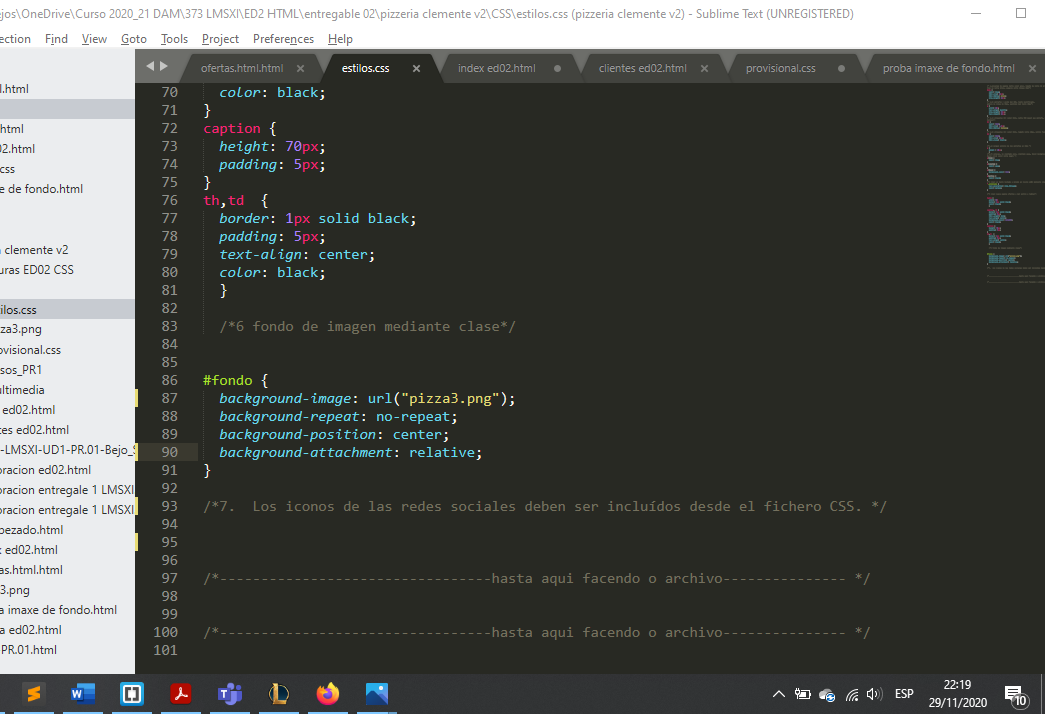 ejos\OneDrive\Curso 2020_21 DAM\373 LMSXI\ED2 HTML\entregable 02\pizzeria clemente v2\CSS\estilos.css (pizzeria clemente v2) - Sublime Text (UNREGISTERED)
ection Find View Goto Tools Project Preferences Help
ofertas.html.html estilos.css index ed02.html clientes ed02.html provisional.css proba imaxe de fondo.html
l.html
html
02.html
css
e de fondo.html
clemente v2
uras ED02 CSS
tilos.css
zza3.png
ovisional.css
sos_PR1
ultimedia
ed02.html
tes ed02.html
-LMSXI-UD1-PR.01-Bejo_S
oracion ed02.html
oracion entregale 1 LMSXI
oracion entregale 1 LMSXI
bezado.html
x ed02.html
as.html.html
3.png
a imaxe de fondo.html
a ed02.html
-PR.01.html
70 color: black;
71 }
72 caption {
73 height: 70px;
74 padding: 5px;
75 }
76 th,td {
77 border: 1px solid black;
78 padding: 5px;
79 text-align: center;
80 color: black;
81 }
82
83 /*6 fondo de imagen mediante clase*/
84
85
86 #fondo {
87 background-image: url("pizza3.png");
88 background-repeat: no-repeat;
89 background-position: center;
90 background-attachment: relative;
91 }
92
93 /*7. Los iconos de las redes sociales deben ser incluídos desde el fichero CSS. */
94
95
96
97 /*---------------------------------hasta aqui facendo o archivo--------------- */
98
99
100 /*---------------------------------hasta aqui facendo o archivo--------------- */
101
ESP
22:19
29/11/2020
10